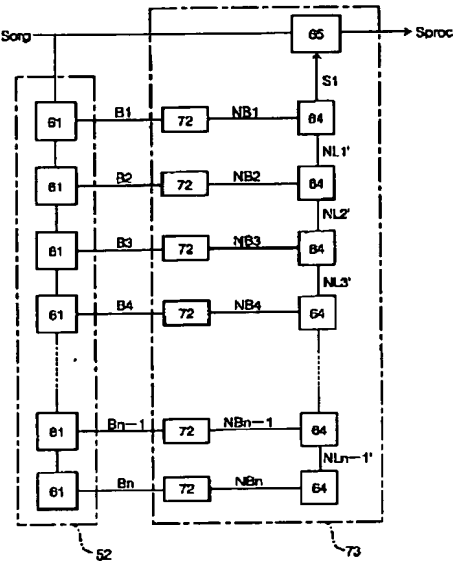 Sorg 65 Sproc
S1
61 B1 72 NB1 64
NL1'
61 B2 72 NB2 64
NL2'
61 B3 72 NB3 64
NL3'
61 B4 72 NB4 64
61 Bn-1 72 NBn-1 64
NLn-1'
61 Bn 72 NBn 64
52 73